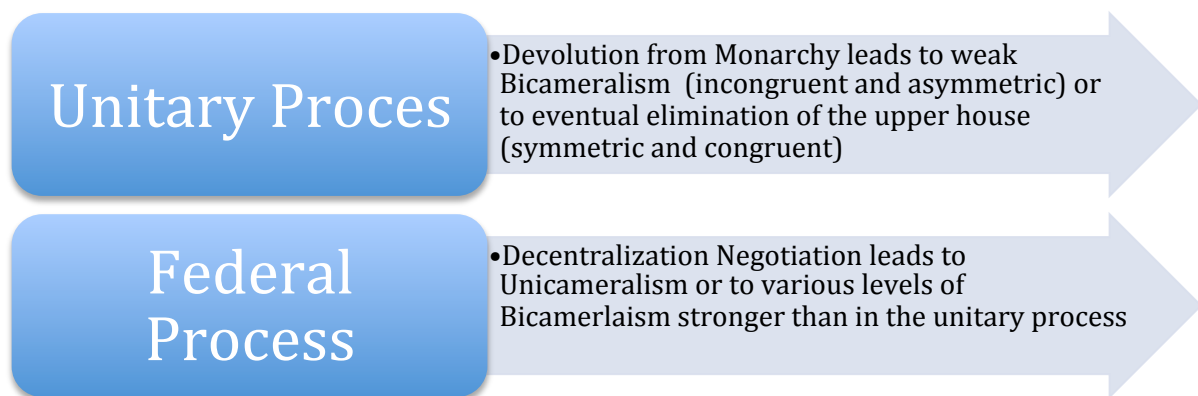 Unitary Proces
•Devolution from Monarchy leads to weak
Bicameralism  (incongruent and asymmetric) or
to eventual elimination of the upper house
(symmetric and congruent)
Federal
Process
•Decentralization Negotiation leads to
Unicameralism or to various levels of
Bicamerlaism stronger than in the unitary process